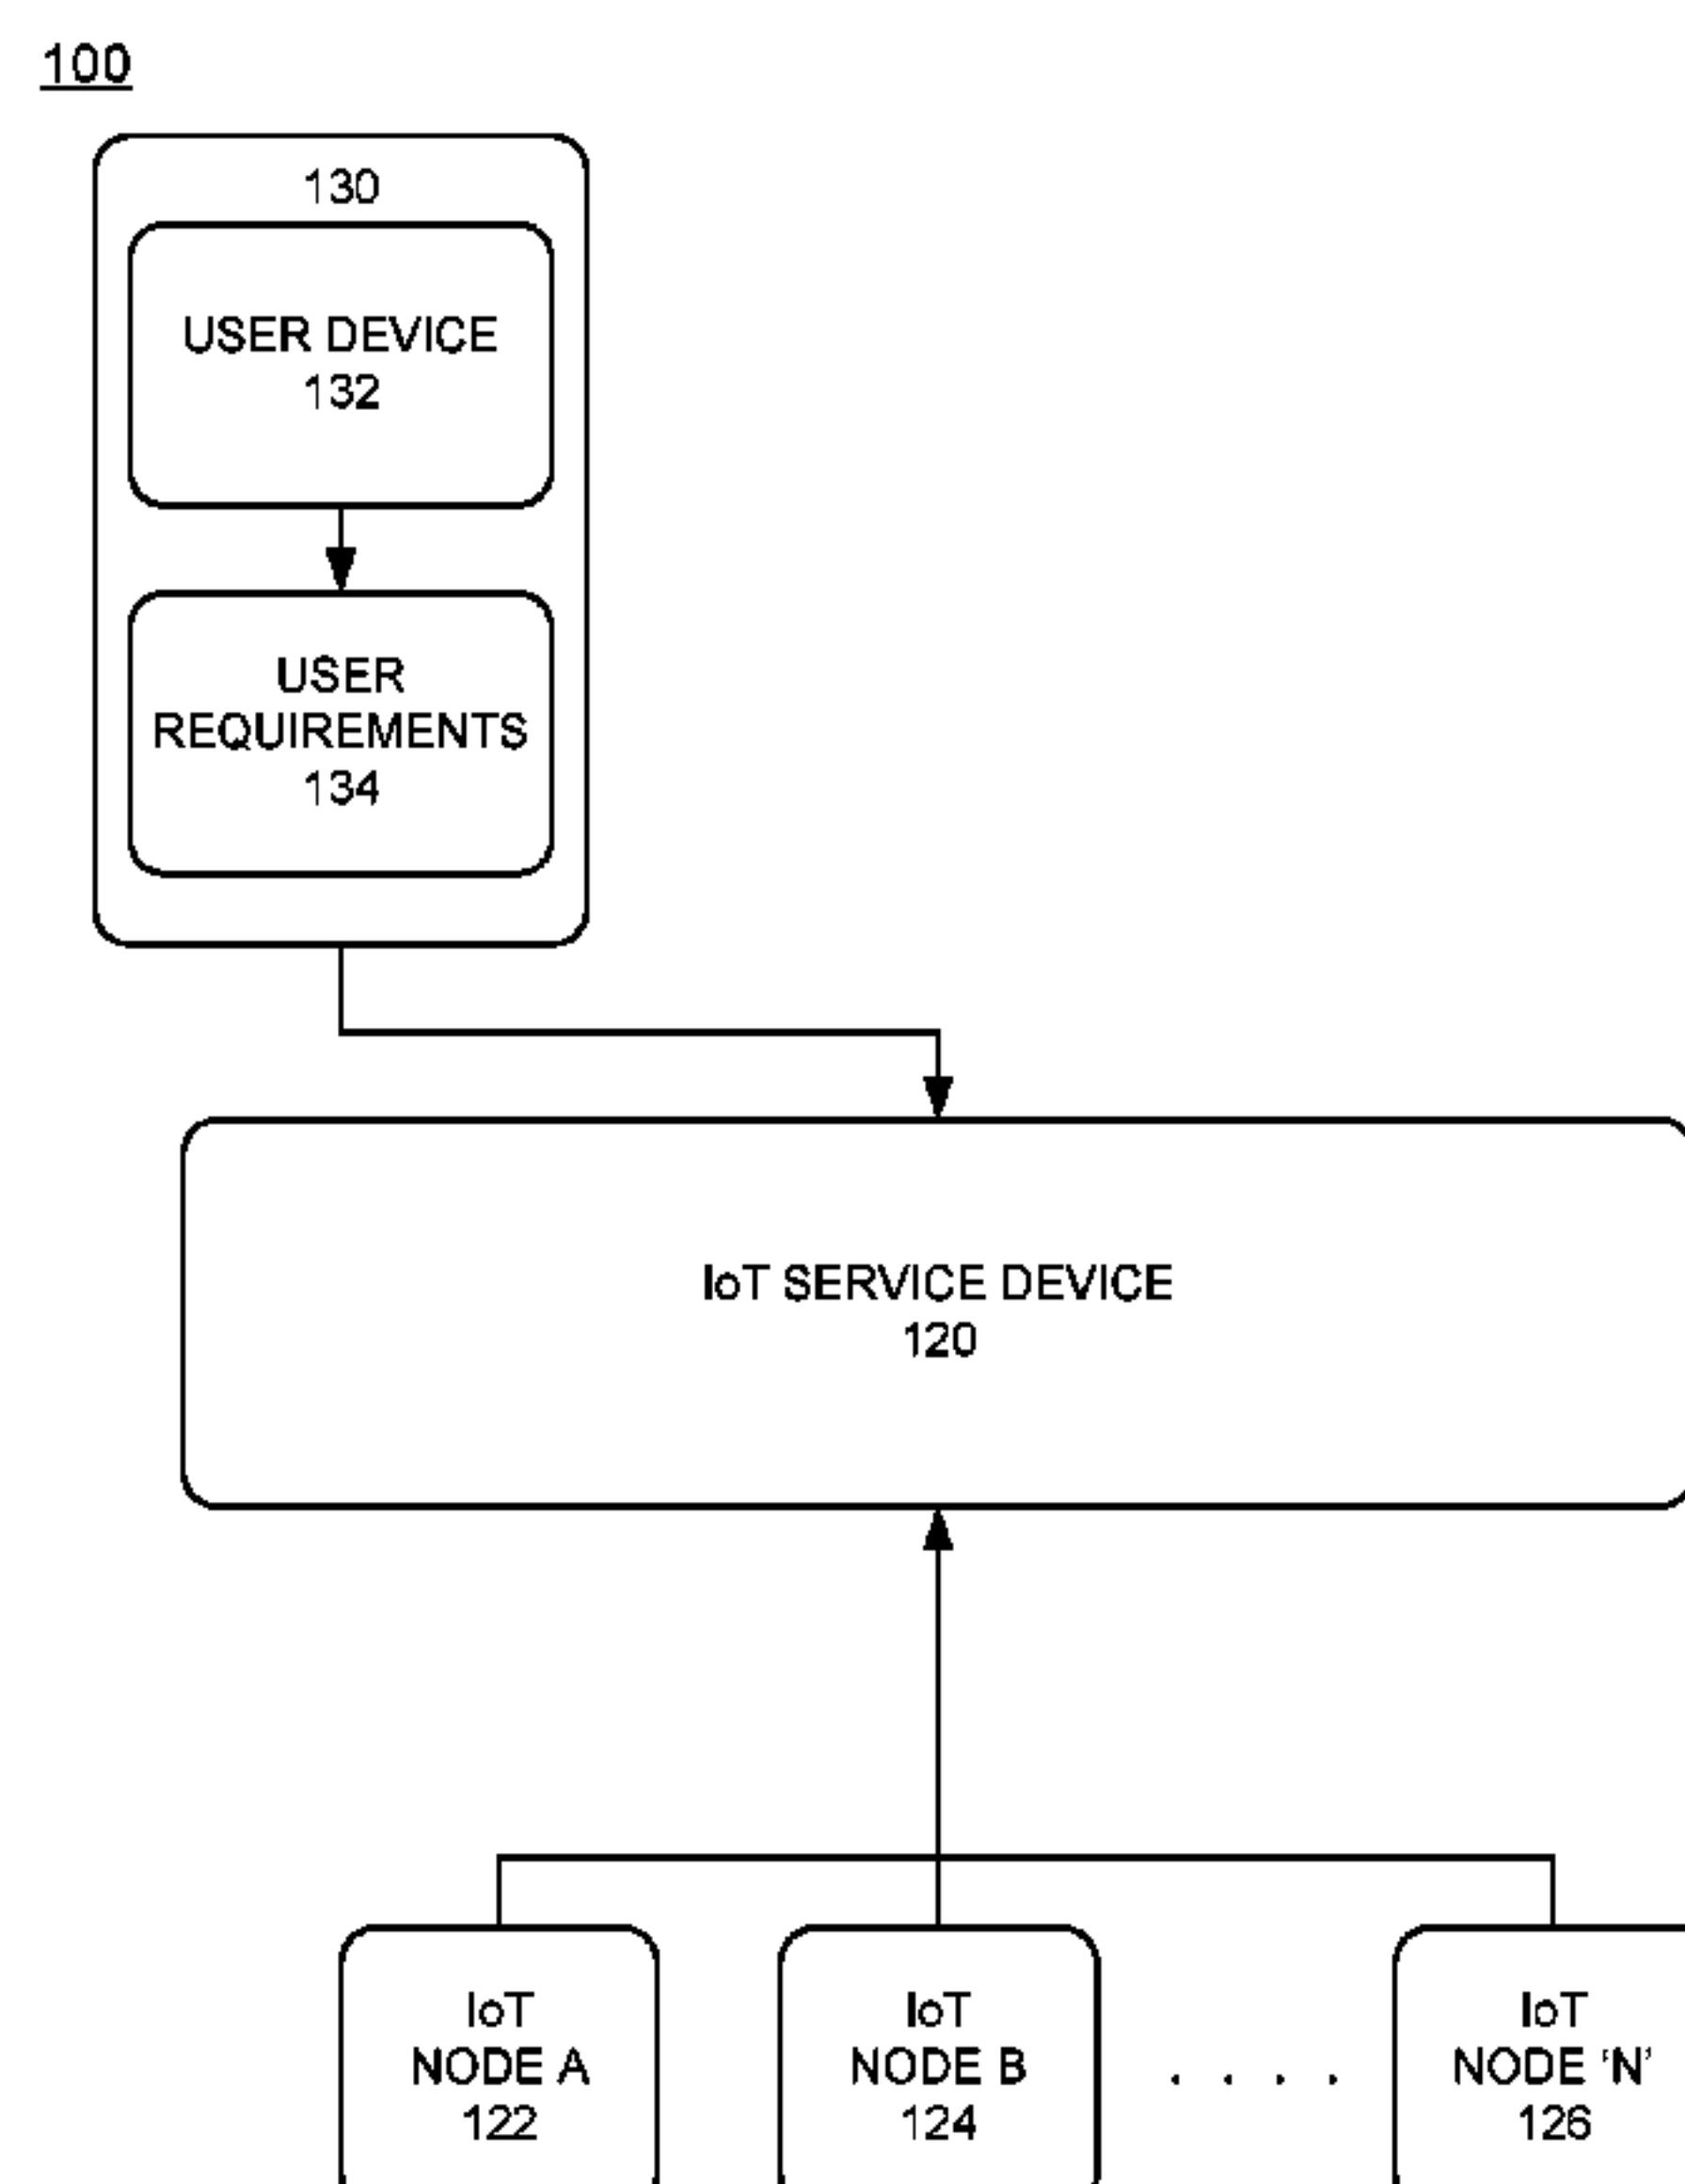 100
130
USER DEVICE
132
USER
REQUIREMENTS
134
IoT SERVICE DEVICE
120
IoT
NODE A
122
IoT
NODE B
124
. . . .
IoT
NODE 'N'
126